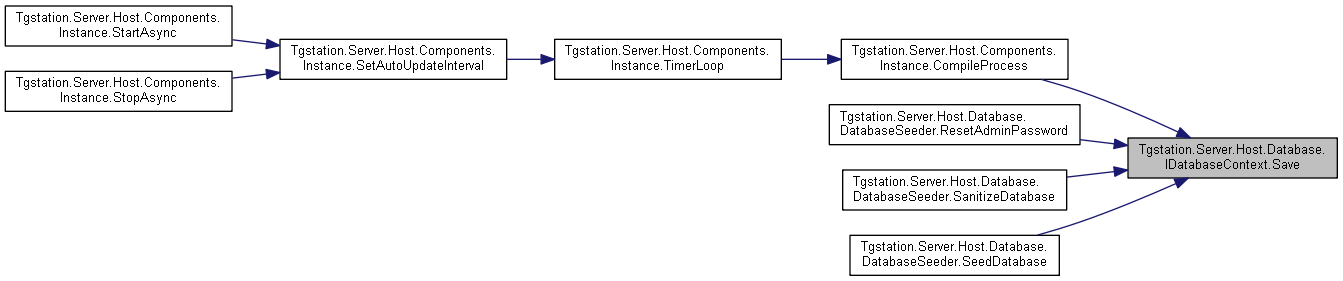 Tgstation.Server.Host.Components.
Instance.StartAsync
Tgstation.Server.Host.Components.
Instance.StopAsync
Tgstation.Server.Host.Components.
Instance.SetAutoUpdateInterval
Tgstation.Server.Host.Components.
Instance.TimerLoop
Tgstation.Server.Host.Components.
Instance.CompileProcess
Tgstation.Server.Host.Database.
DatabaseSeeder.ResetAdminPassword
Tgstation.Server.Host.Database.
DatabaseSeeder.SanitizeDatabase
Tgstation.Server.Host.Database.
DatabaseSeeder.SeedDatabase
Tgstation.Server.Host.Database.
IDatabaseContext.Save